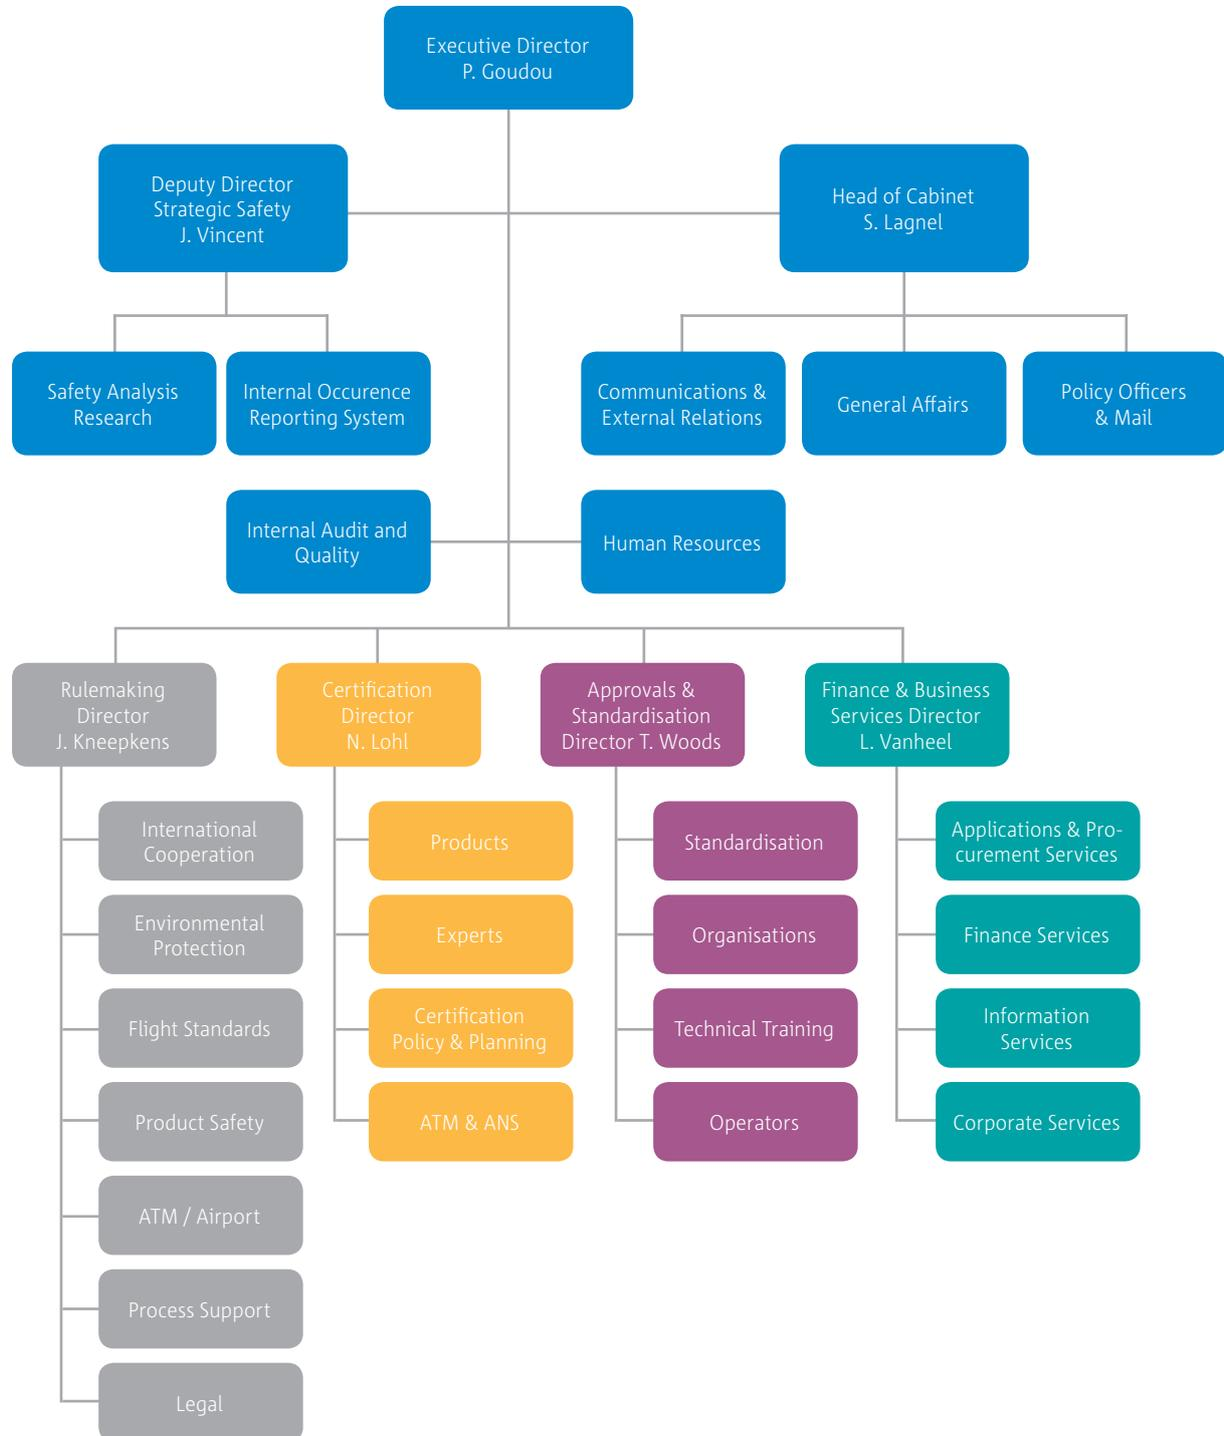 Executive Director
P. Goudou
Deputy Director
Strategic Safety
J. Vincent
Head of Cabinet
S. Lagnel
Safety Analysis
Research
Internal Occurence
Reporting System
Communications &
External Relations
General Affairs
Policy Officers
& Mail
Internal Audit and
Quality
Human Resources
Rulemaking
Director
J. Kneepkens
Certification
Director
N. Lohl
Approvals &
Standardisation
Director T. Woods
Finance & Business
Services Director
L. Vanheel
International
Cooperation
Environmental
Protection
Flight Standards
Product Safety
ATM / Airport
Process Support
Legal
Products
Experts
Certification
Policy & Planning
ATM & ANS
Standardisation
Organisations
Technical Training
Operators
Applications & Pro-
curement Services
Finance Services
Information
Services
Corporate Services